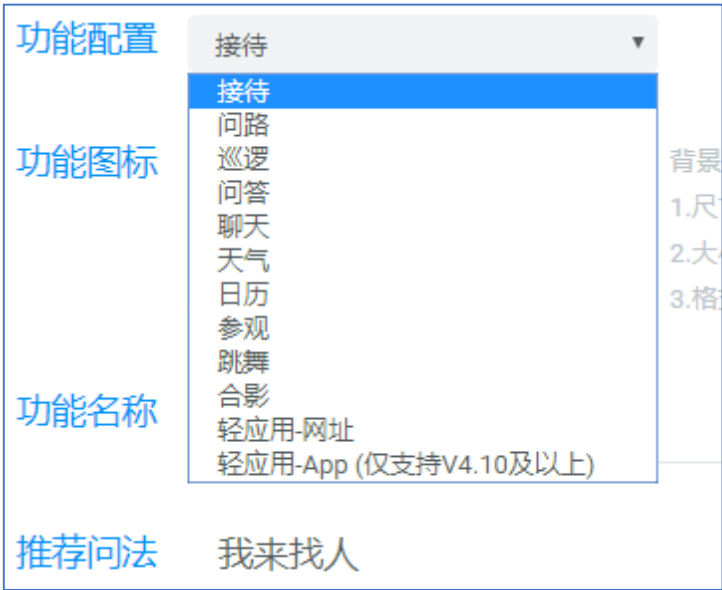 功能配置 接待
接待
问路
功能图标 巡逻
背景
问答
1.尺
聊天
天气
2.大
日历
3.格
参观
跳舞
合影
功能名称
轻应用-网址
轻应用-App (仅支持V4.10及以上)
推荐问法 我来找人